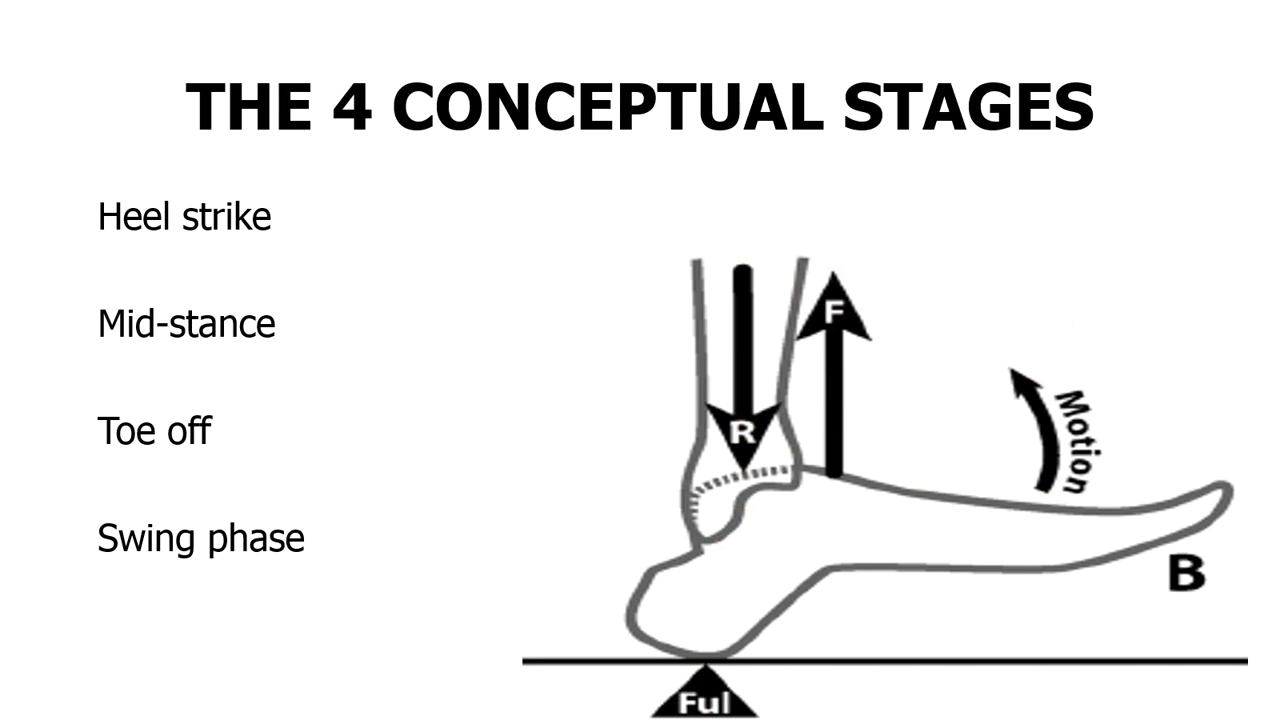 THE 4 CONCEPTUAL STAGES
Heel strike
Mid-stance
Toe off
Swing phase
F
R
Motion
B
Ful